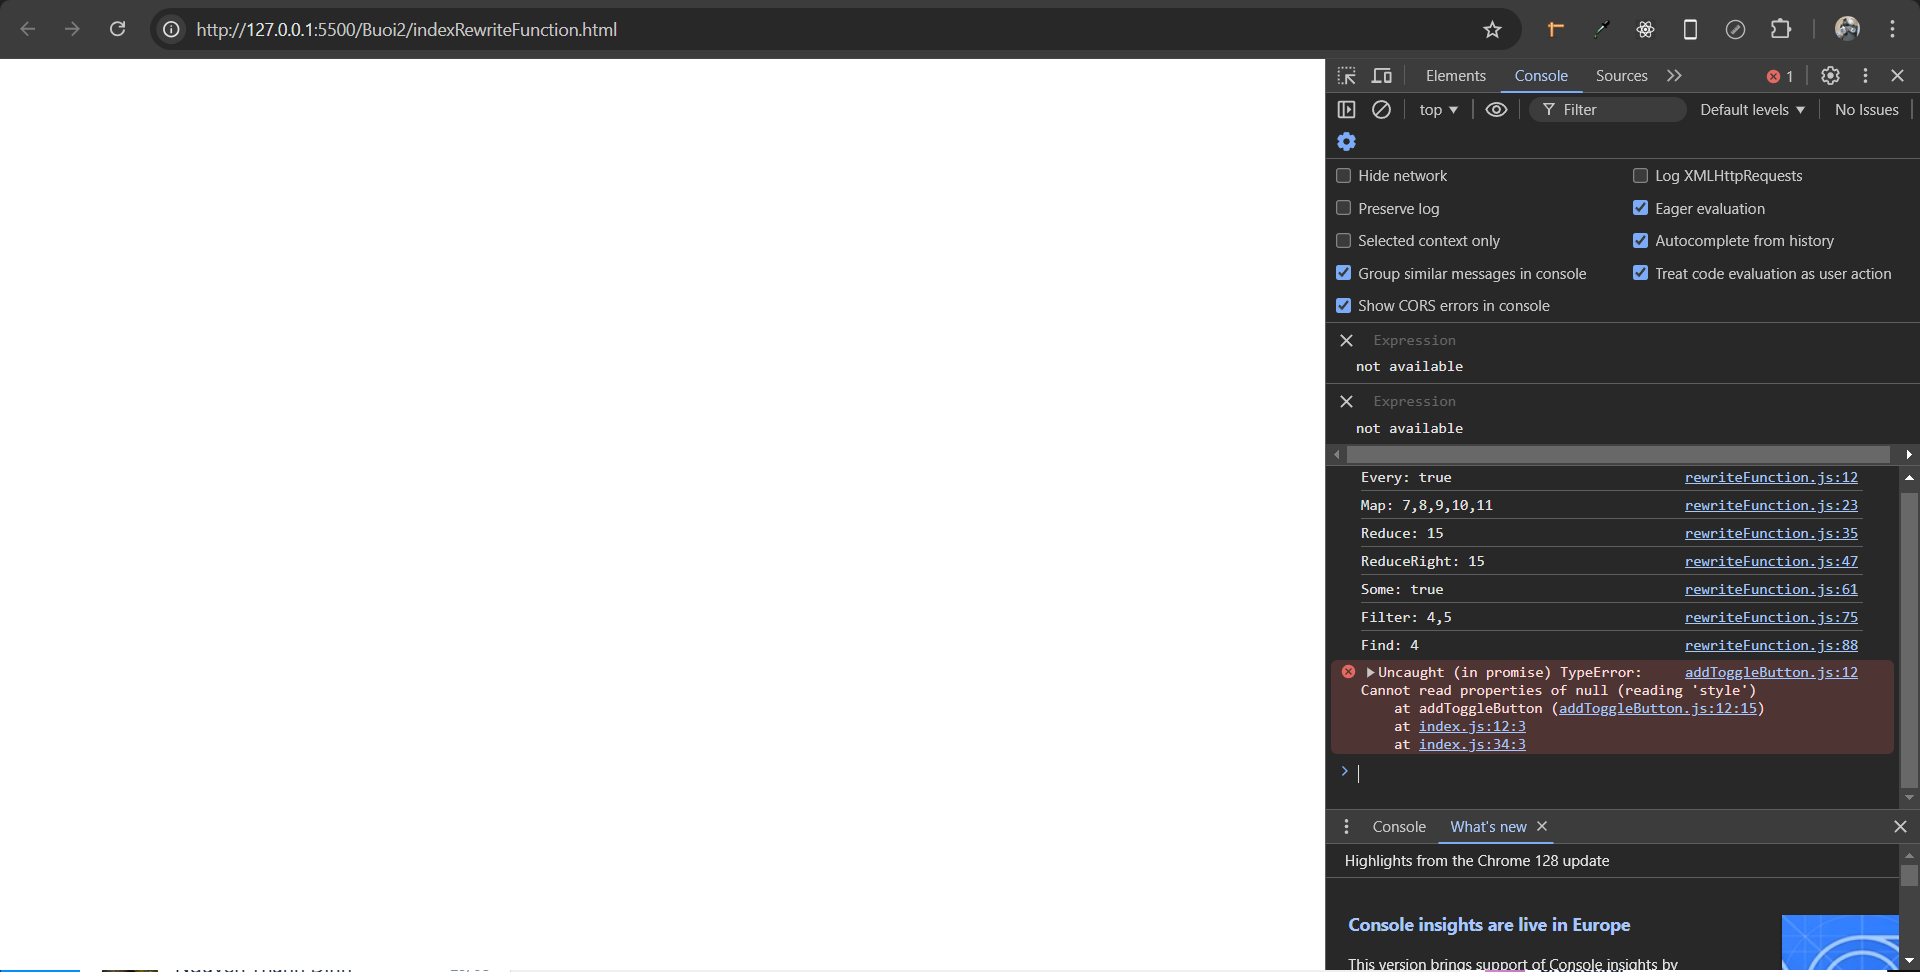 http://127.0.0.1:5500/Buoi2/indexRewriteFunction.html
Elements Console Sources 1
top Filter Default levels No Issues
Hide network Log XMLHttpRequests
Preserve log Eager evaluation
Selected context only Autocomplete from history
Group similar messages in console Treat code evaluation as user action
Show CORS errors in console
Expression
not available
Expression
not available
Every: true rewriteFunction.js:12
Map: 7,8,9,10,11 rewriteFunction.js:23
Reduce: 15 rewriteFunction.js:35
ReduceRight: 15 rewriteFunction.js:47
Some: true rewriteFunction.js:61
Filter: 4,5 rewriteFunction.js:75
Find: 4 rewriteFunction.js:88
Uncaught (in promise) TypeError: addToggleButton.js:12
Cannot read properties of null (reading 'style')
at addToggleButton (addToggleButton.js:12:15)
at index.js:12:3
at index.js:34:3
Console What's new
Highlights from the Chrome 128 update
Console insights are live in Europe
This version brings support of Console insights by